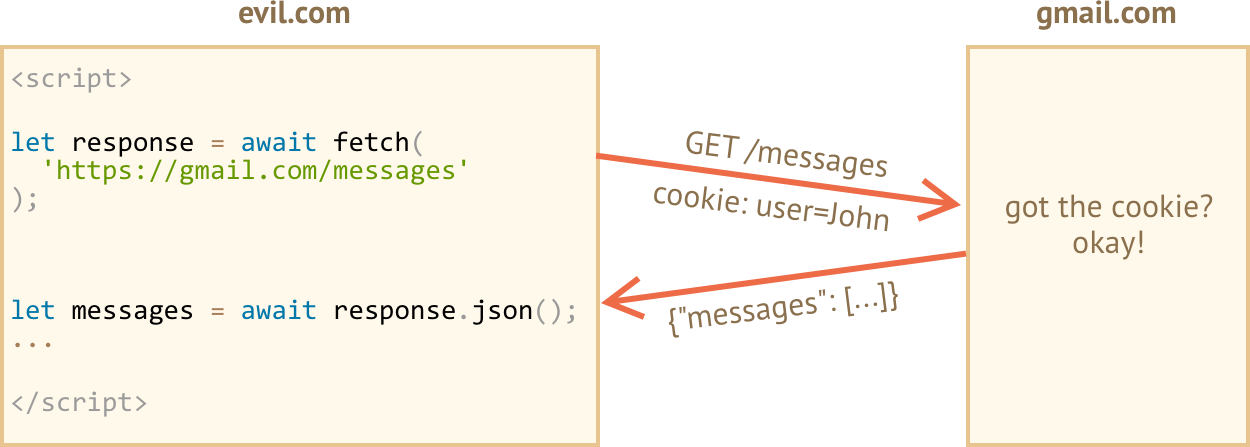 evil.com
gmail.com
<script>
let response = await fetch(
'https://gmail.com/messages'
);
let messages = await response.json();
...
</script>
GET /messages
cookie: user=John
{"messages": […]}
got the cookie?
okay!